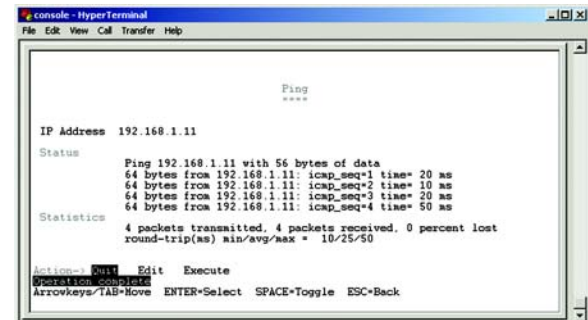 console - HyperTerminal
File Edit View Call Transfer Help
Ping
====
IP Address 192.168.1.11
Status
Ping 192.168.1.11 with 56 bytes of data
64 bytes from 192.168.1.11: icmp_seq=1 time= 20 ms
64 bytes from 192.168.1.11: icmp_seq=2 time= 10 ms
64 bytes from 192.168.1.11: icmp_seq=3 time= 20 ms
64 bytes from 192.168.1.11: icmp_seq=4 time= 50 ms
Statistics
4 packets transmitted, 4 packets received, 0 percent lost
round-trip(ms) min/avg/max = 10/25/50
Action-> Quit Edit Execute
Operation complete
Arrowkeys/TAB=Move ENTER=Select SPACE=Toggle ESC=Back